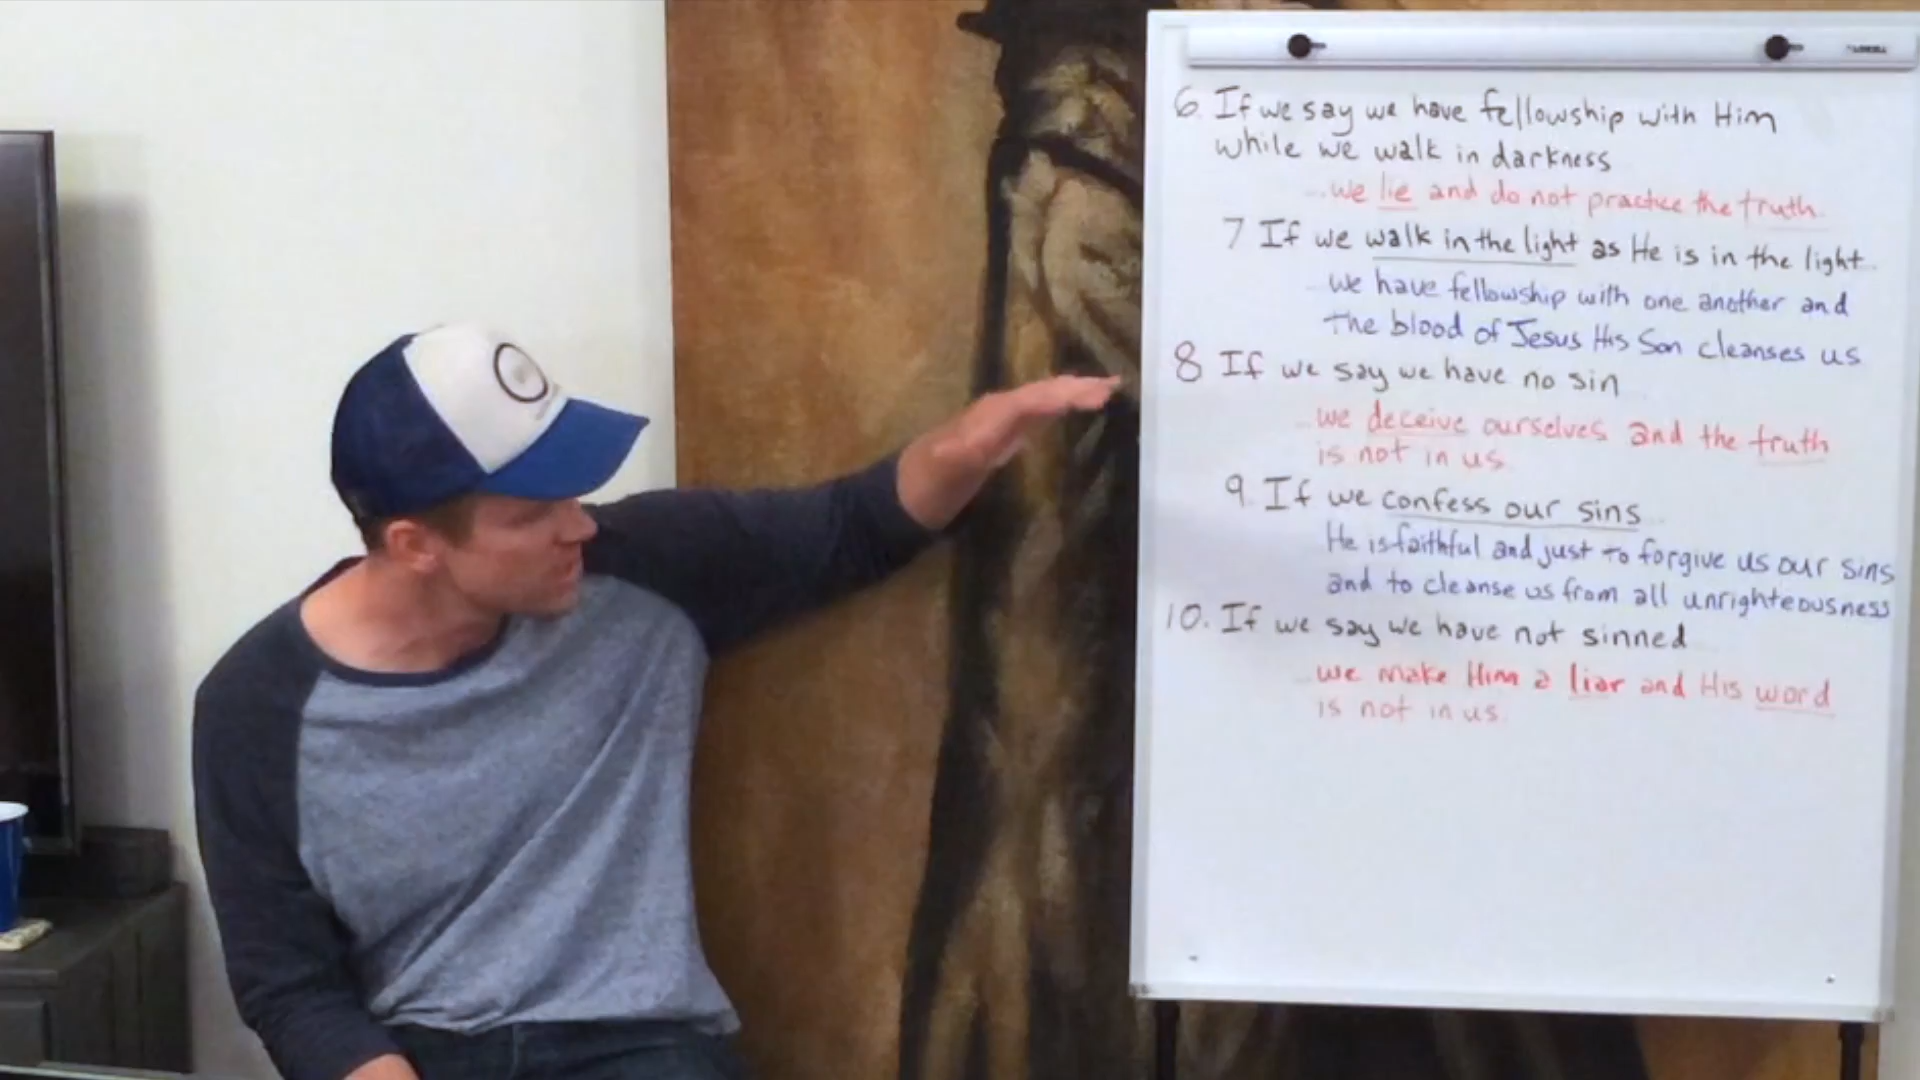 6. If we say we have fellowship with Him
while we walk in darkness
...we lie and do not practice the truth.
7 If we walk in the light as He is in the light...
...we have fellowship with one another and
the blood of Jesus His Son cleanses us
8 If we say we have no sin
...we deceive ourselves and the truth
is not in us.
9. If we confess our sins...
He is faithful and just to forgive us our sins
and to cleanse us from all unrighteousness
10. If we say we have not sinned
...we make Him a liar and His word
is not in us.